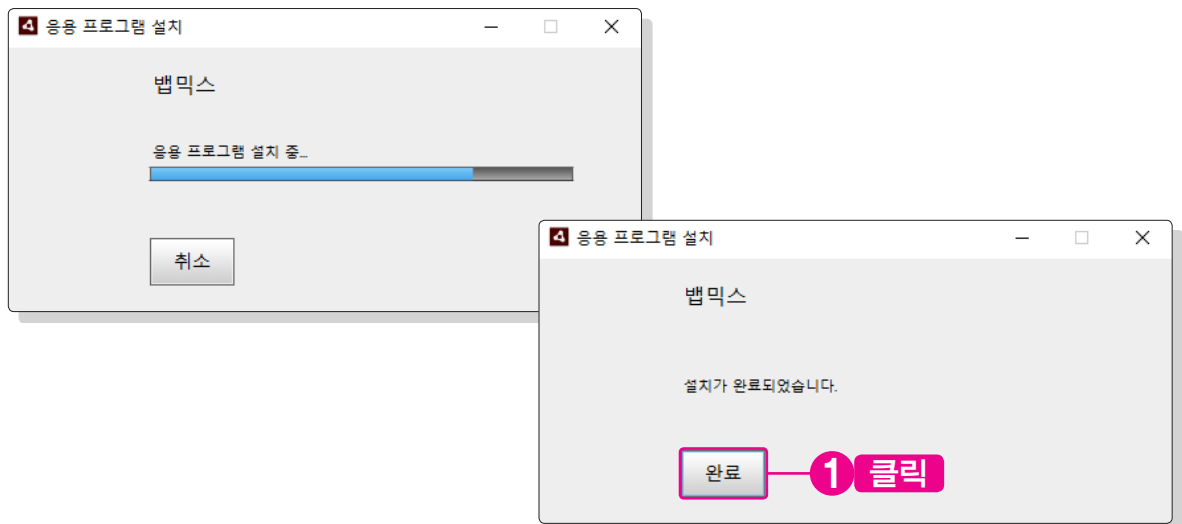 응용 프로그램 설치
뱁믹스
응용 프로그램 설치 중...
취소
응용 프로그램 설치
뱁믹스
설치가 완료되었습니다.
완료
1 클릭